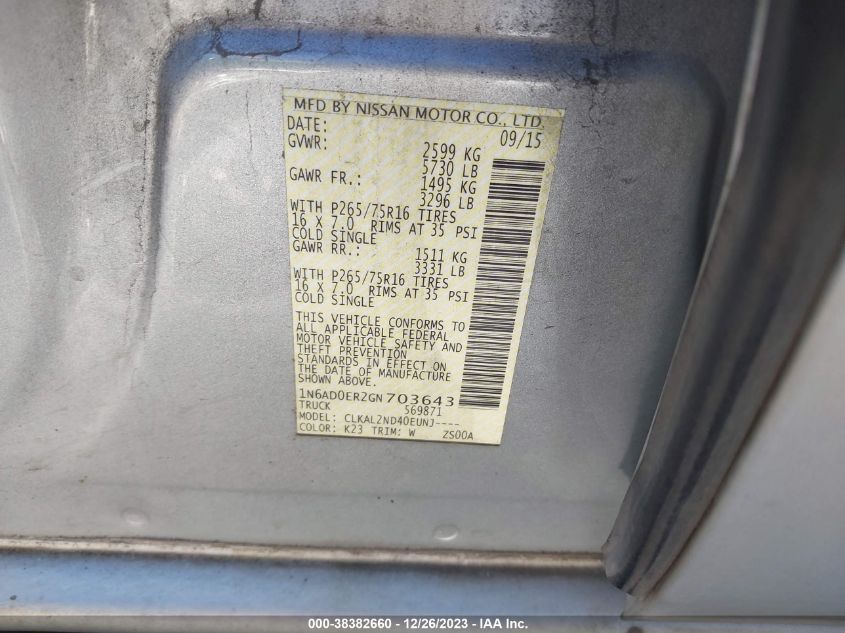 MFD BY NISSAN MOTOR CO., LTD.
DATE: 09/15
GVWR: 2599 KG
5730 LB
GAWR FR.: 1495 KG
3296 LB
WITH P265/75R16 TIRES
16 X 7.0 RIMS AT 35 PSI
COLD SINGLE
GAWR RR.: 1511 KG
3331 LB
WITH P265/75R16 TIRES
16 X 7.0 RIMS AT 35 PSI
COLD SINGLE
THIS VEHICLE CONFORMS TO
ALL APPLICABLE FEDERAL
MOTOR VEHICLE SAFETY AND
THEFT PREVENTION
STANDARDS IN EFFECT ON
THE DATE OF MANUFACTURE
SHOWN ABOVE.
1N6AD0ER2GN703643
TRUCK 569871
MODEL: CLKALZND40EUNJ----
COLOR: K23 TRIM: W ZS00A
000-38382660 - 12/26/2023 - IAA Inc.